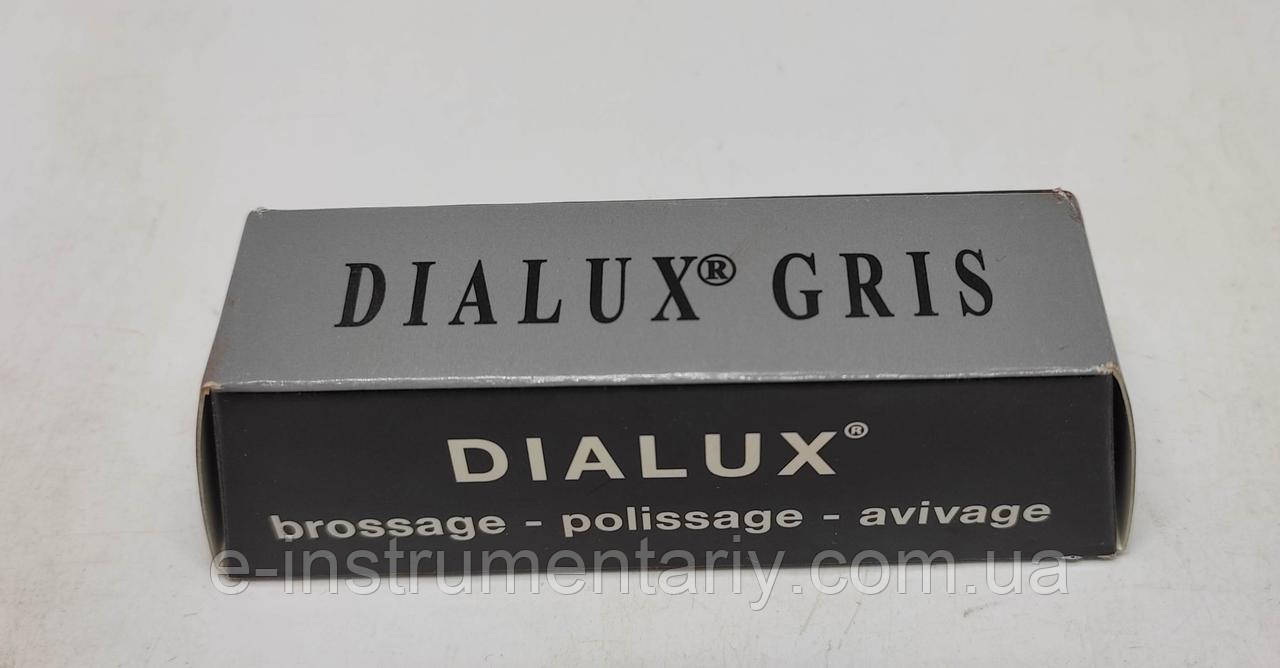 DIALUX® GRIS
DIALUX®
brossage - polissage - avivage
e-instrumentariy.com.ua